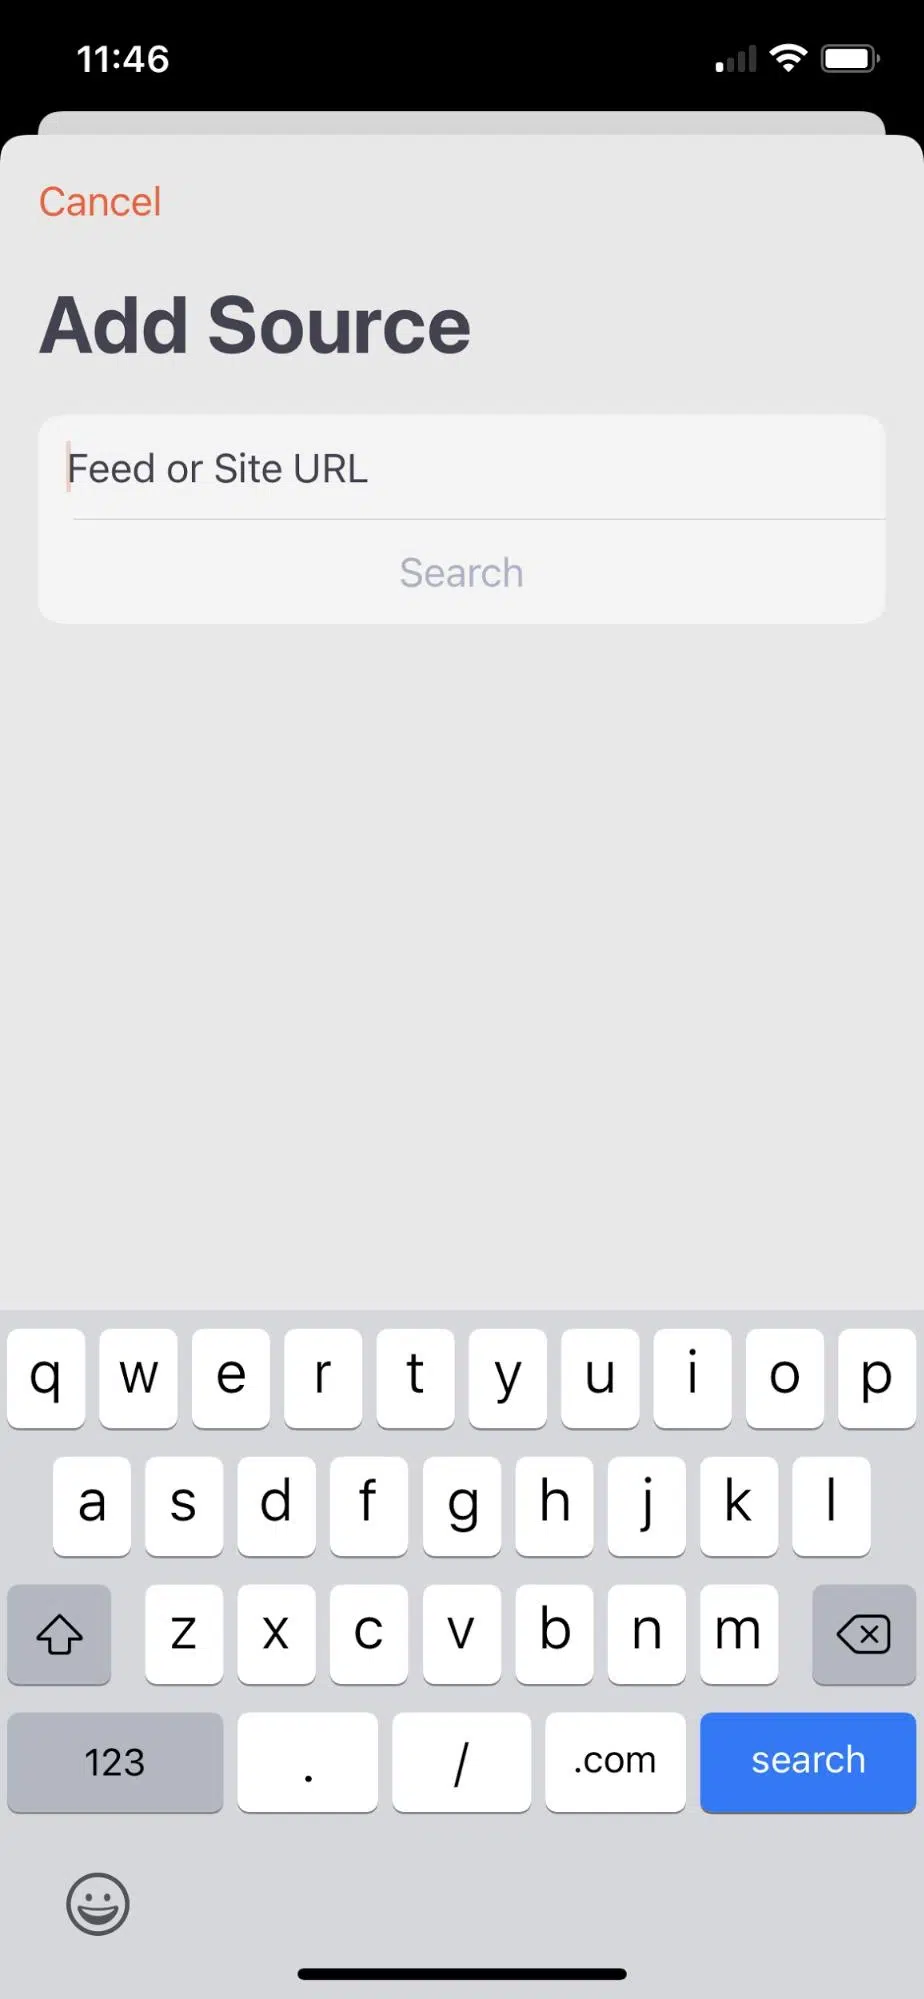 11:46
Cancel
Add Source
Feed or Site URL
Search
q w e r t y u i o p
a s d f g h j k l
z x c v b n m
123 . / .com search